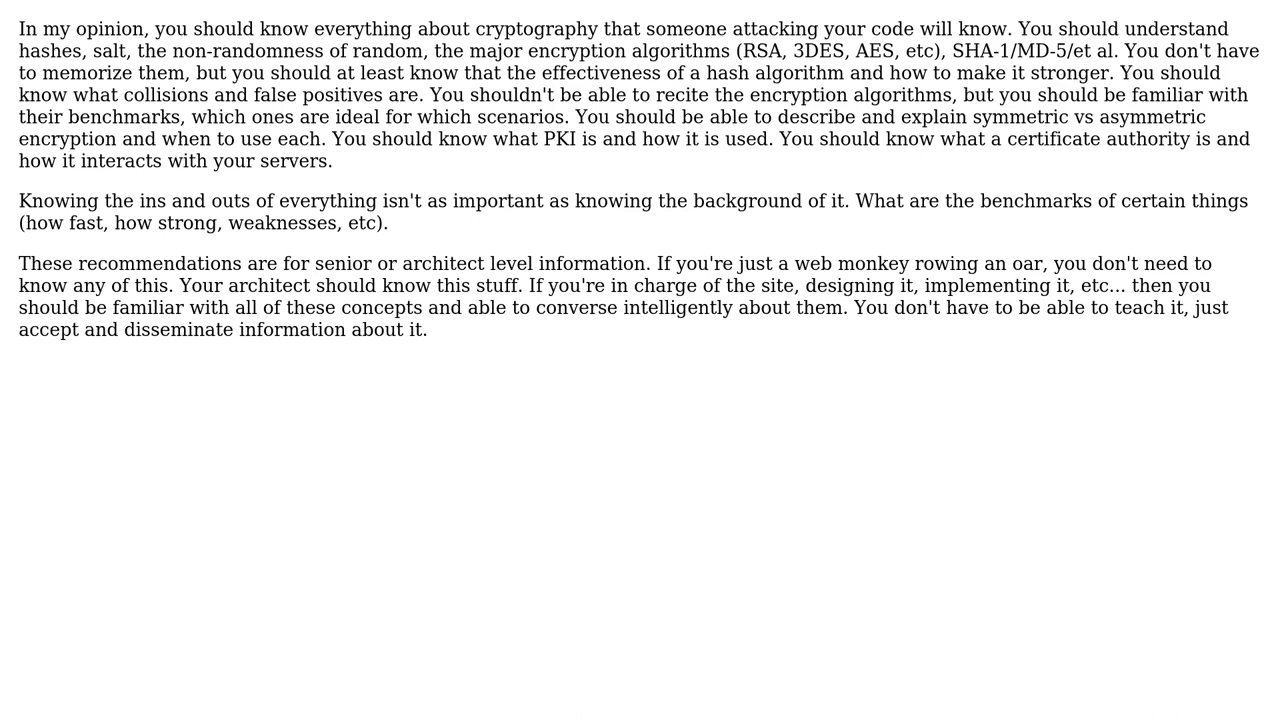 In my opinion, you should know everything about cryptography that someone attacking your code will know. You should understand
hashes, salt, the non-randomness of random, the major encryption algorithms (RSA, 3DES, AES, etc), SHA-1/MD-5/et al. You don't have
to memorize them, but you should at least know that the effectiveness of a hash algorithm and how to make it stronger. You should
know what collisions and false positives are. You shouldn't be able to recite the encryption algorithms, but you should be familiar with
their benchmarks, which ones are ideal for which scenarios. You should be able to describe and explain symmetric vs asymmetric
encryption and when to use each. You should know what PKI is and how it is used. You should know what a certificate authority is and
how it interacts with your servers.
Knowing the ins and outs of everything isn't as important as knowing the background of it. What are the benchmarks of certain things
(how fast, how strong, weaknesses, etc).
These recommendations are for senior or architect level information. If you're just a web monkey rowing an oar, you don't need to
know any of this. Your architect should know this stuff. If you're in charge of the site, designing it, implementing it, etc... then you
should be familiar with all of these concepts and able to converse intelligently about them. You don't have to be able to teach it, just
accept and disseminate information about it.